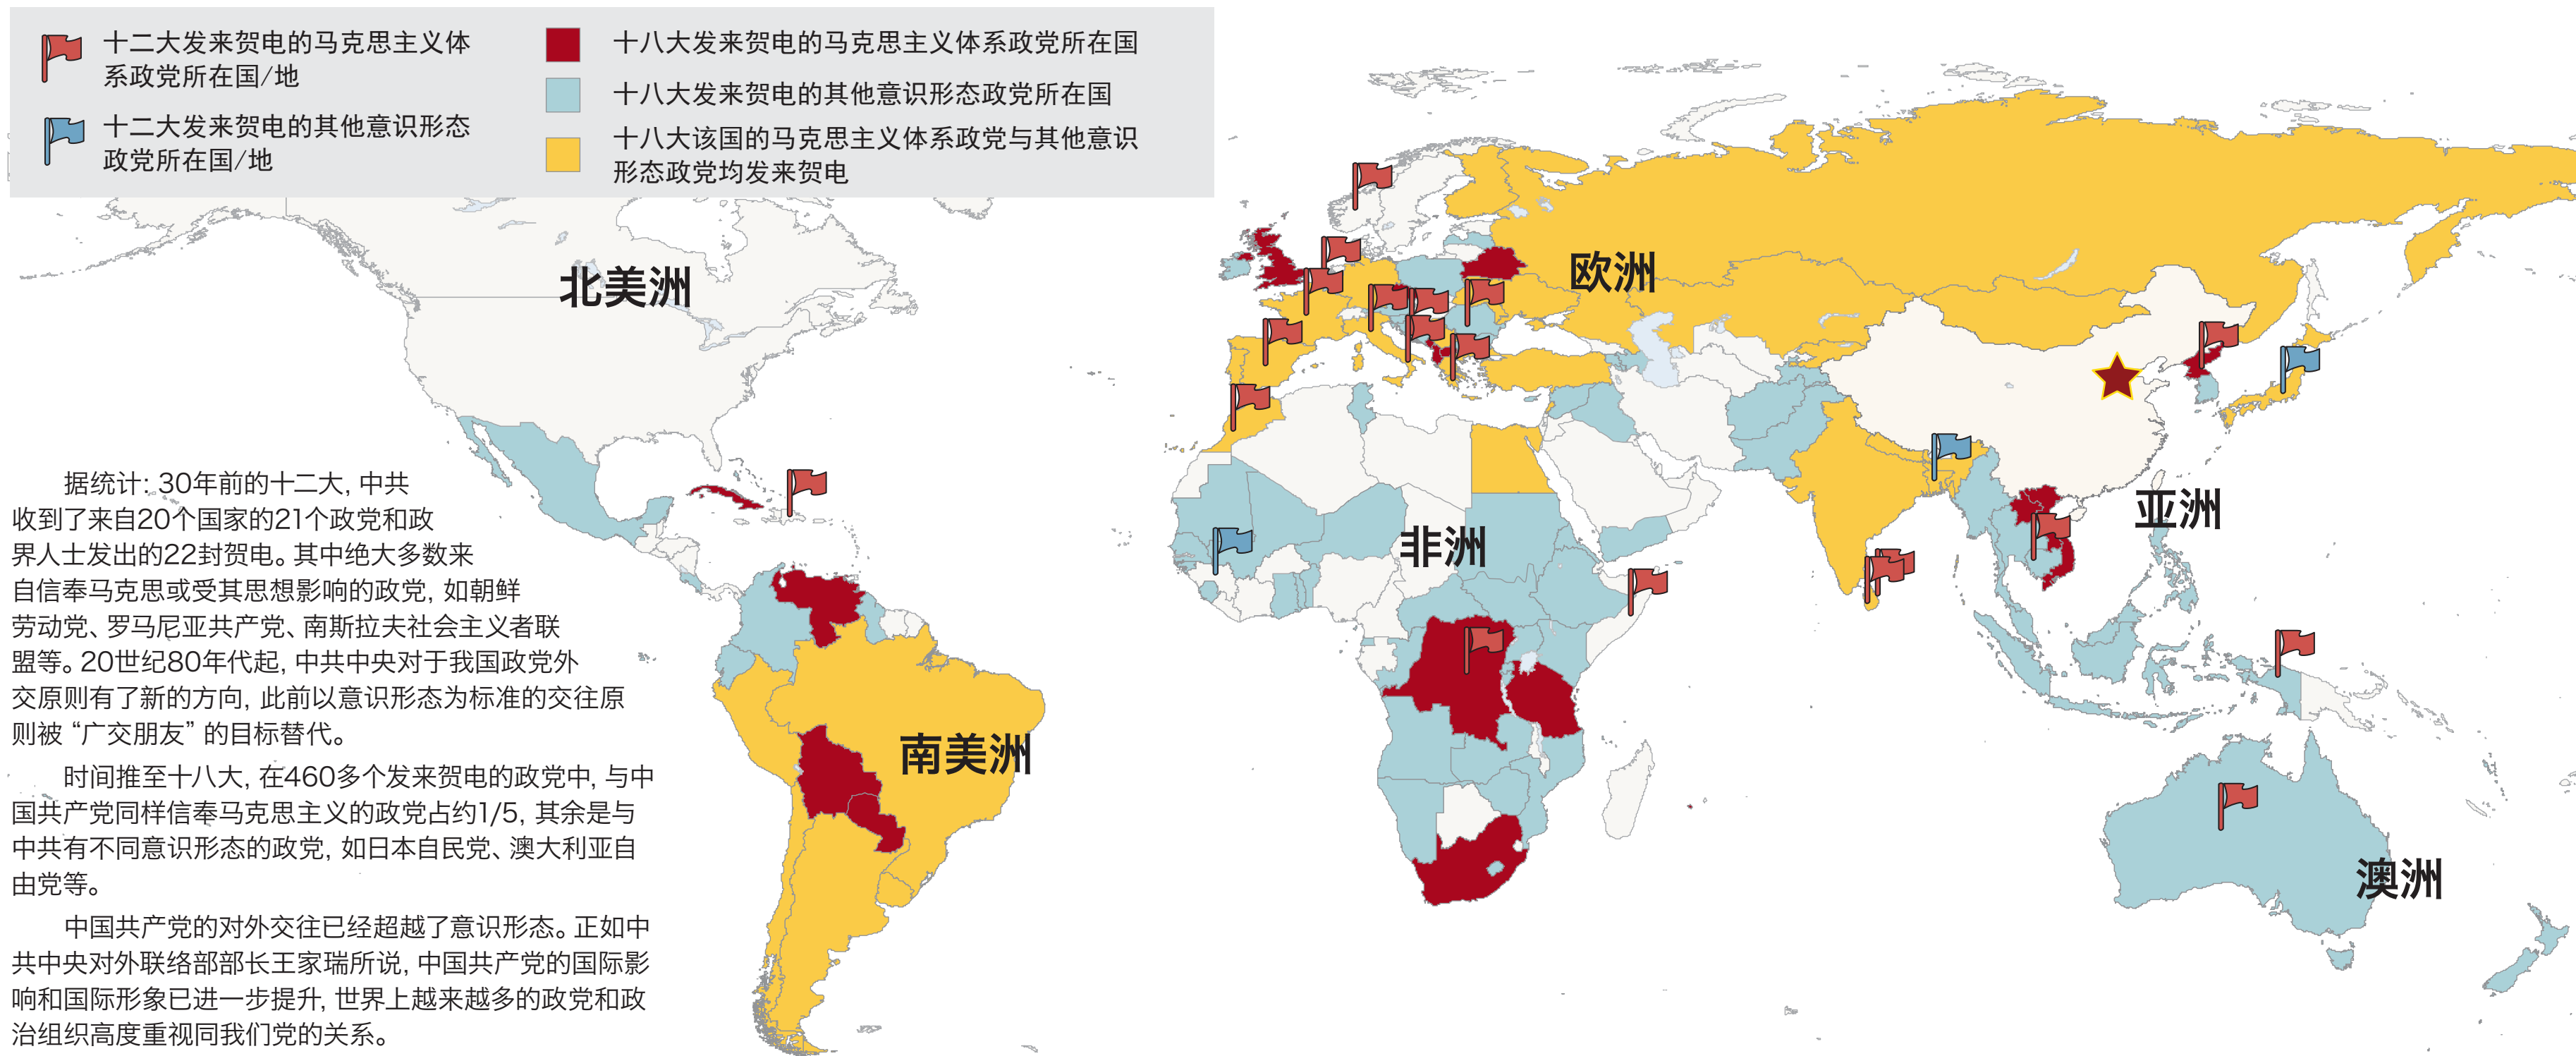 十二大发来贺电的马克思主义体
系政党所在国/地
十二大发来贺电的其他意识形态
政党所在国/地
十八大发来贺电的马克思主义体系政党所在国
十八大发来贺电的其他意识形态政党所在国
十八大该国的马克思主义体系政党与其他意识
形态政党均发来贺电
北美洲
欧洲
亚洲
非洲
南美洲
澳洲
据统计：30年前的十二大，中共
收到了来自20个国家的21个政党和政
界人士发出的22封贺电。其中绝大多数来
自信奉马克思或受其思想影响的政党，如朝鲜
劳动党、罗马尼亚共产党、南斯拉夫社会主义者联
盟等。20世纪80年代起，中共中央对于我国政党外
交原则有了新的方向，此前以意识形态为标准的交往原
则被“广交朋友”的目标替代。
时间推至十八大，在460多个发来贺电的政党中，与中
国共产党同样信奉马克思主义的政党占约1/5，其余是与
中共有不同意识形态的政党，如日本自民党、澳大利亚自
由党等。
中国共产党的对外交往已经超越了意识形态。正如中
共中央对外联络部部长王家瑞所说，中国共产党的国际影
响和国际形象已进一步提升，世界上越来越多的政党和政
治组织高度重视同我们党的关系。